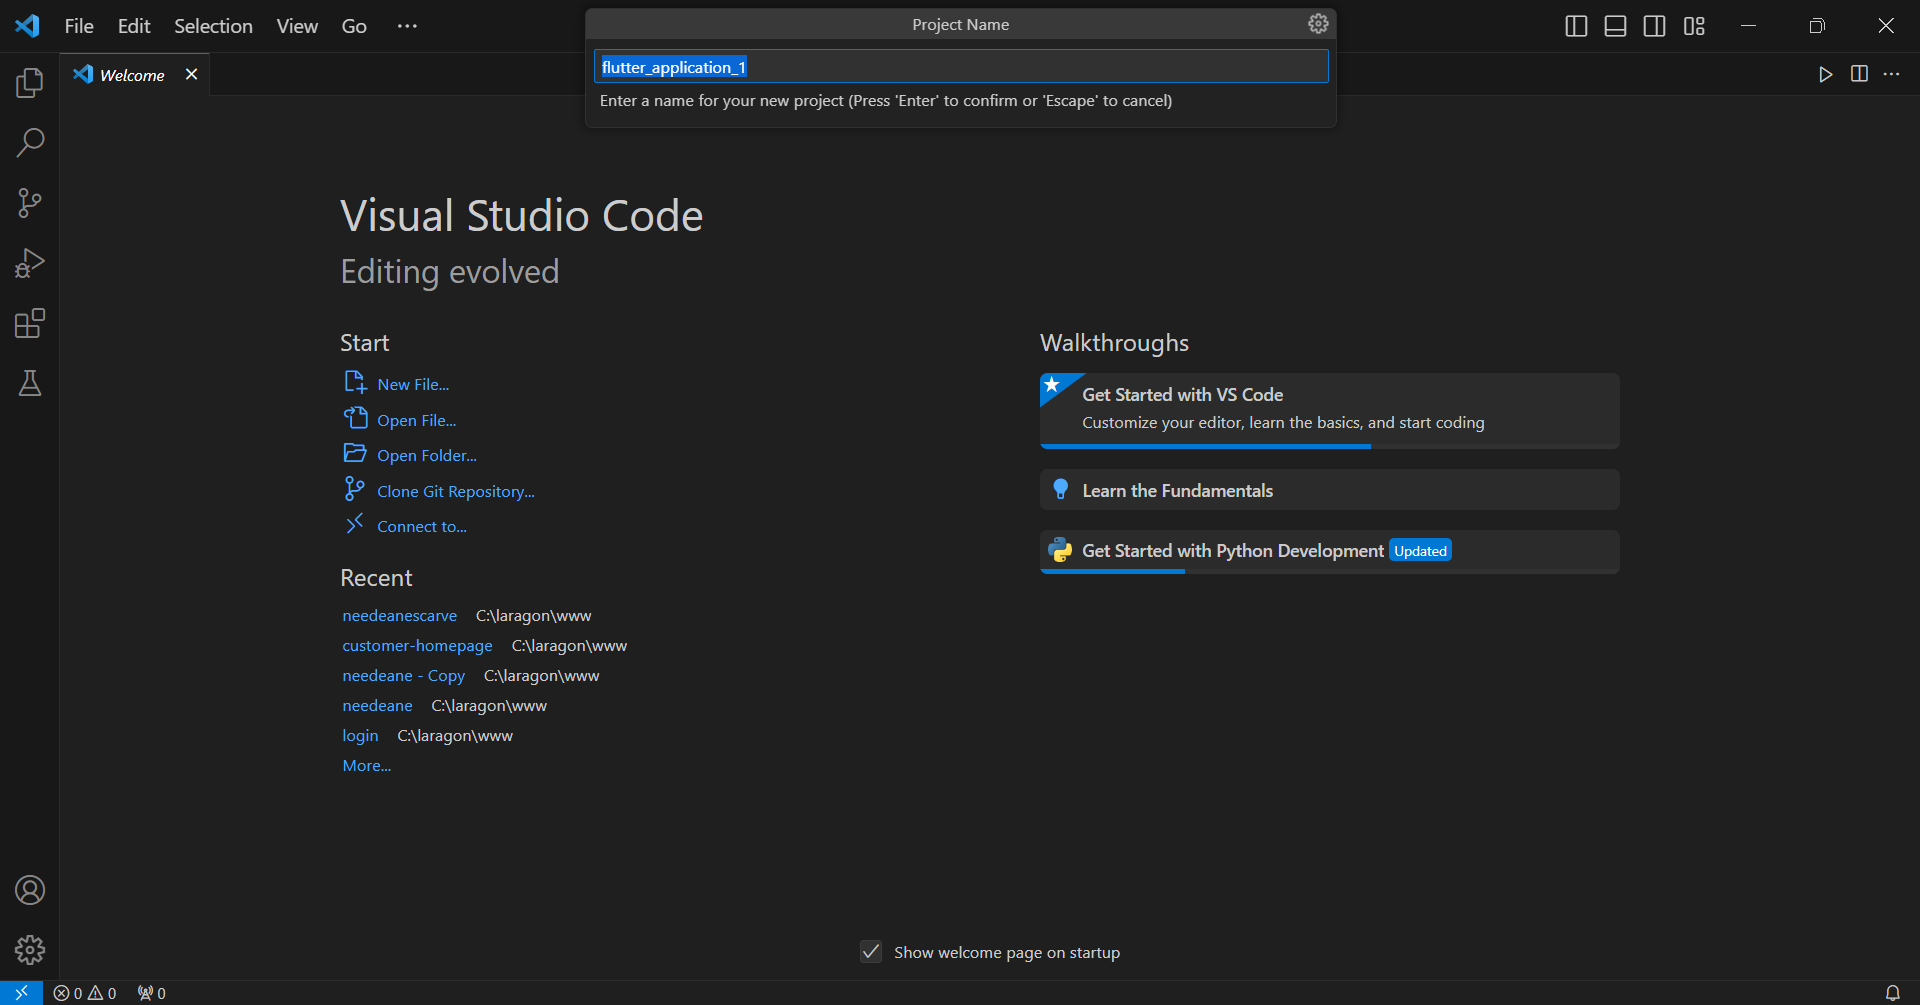 File Edit Selection View Go ···
Project Name
flutter_application_1
Enter a name for your new project (Press 'Enter' to confirm or 'Escape' to cancel)
Welcome
Visual Studio Code
Editing evolved
Start
New File...
Open File...
Open Folder...
Clone Git Repository...
Connect to...
Recent
needeanescarve C:\laragon\www
customer-homepage C:\laragon\www
needeane - Copy C:\laragon\www
needeane C:\laragon\www
login C:\laragon\www
More...
Walkthroughs
Get Started with VS Code
Customize your editor, learn the basics, and start coding
Learn the Fundamentals
Get Started with Python Development Updated
Show welcome page on startup
0 0 0